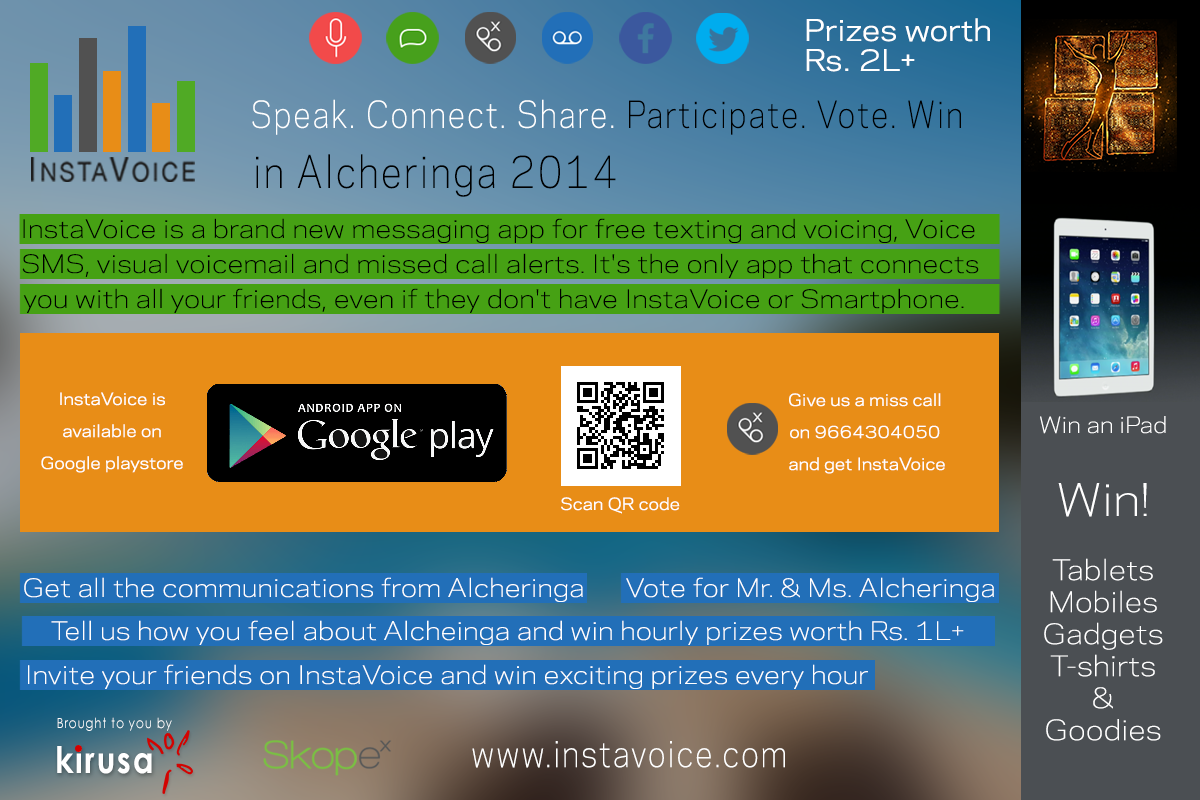 INSTAVOICE
Prizes worth
Rs. 2L+
Speak. Connect. Share. Participate. Vote. Win
in Alcheringa 2014
InstaVoice is a brand new messaging app for free texting and voicing, Voice
SMS, visual voicemail and missed call alerts. It's the only app that connects
you with all your friends, even if they don't have InstaVoice or Smartphone.
InstaVoice is
available on
Google playstore
ANDROID APP ON
Google play
Scan QR code
Give us a miss call
on 9664304050
and get InstaVoice
Get all the communications from Alcheringa
Vote for Mr. & Ms. Alcheringa
Tell us how you feel about Alcheinga and win hourly prizes worth Rs. 1L+
Invite your friends on InstaVoice and win exciting prizes every hour
Brought to you by
kirusa
Skopex
www.instavoice.com
Win an iPad
Win!
Tablets
Mobiles
Gadgets
T-shirts
&
Goodies